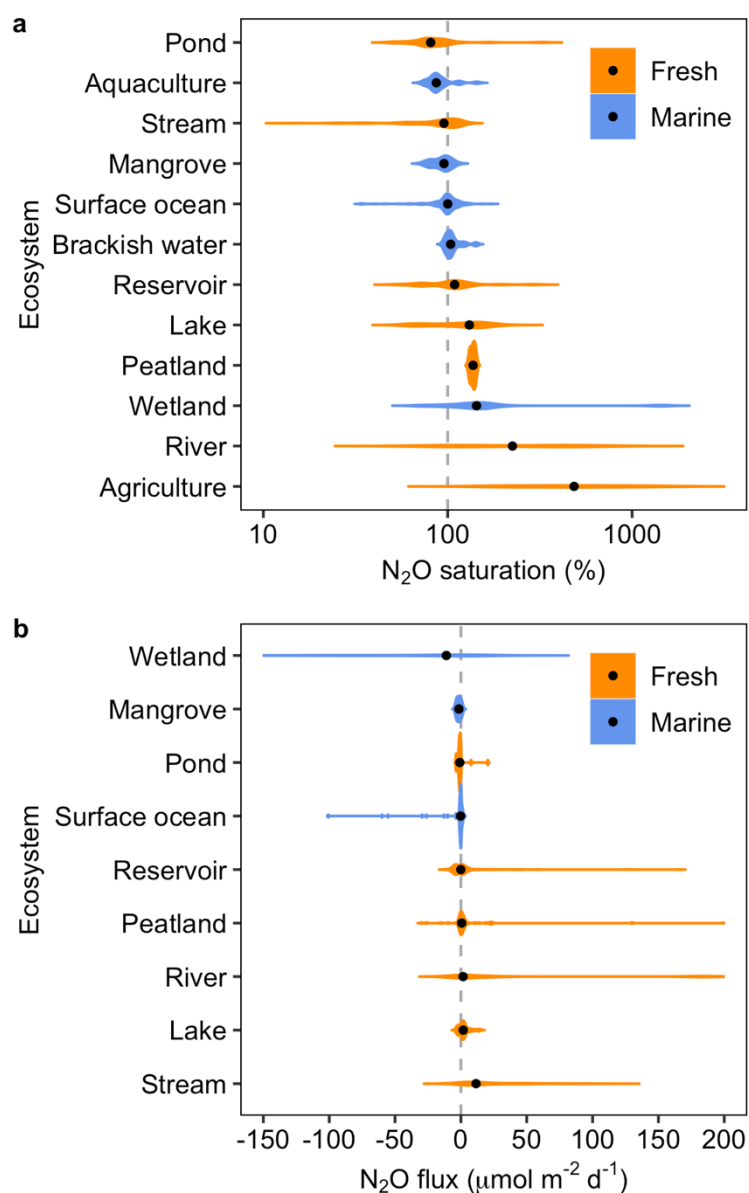 a
Pond
Aquaculture
Stream
Mangrove
Surface ocean
Brackish water
Reservoir
Lake
Peatland
Wetland
River
Agriculture
Ecosystem
Fresh
Marine
10 100 1000
N₂O saturation (%)
b
Wetland
Mangrove
Pond
Surface ocean
Reservoir
Peatland
River
Lake
Stream
Ecosystem
Fresh
Marine
-150 -100 -50 0 50 100 150 200
N₂O flux (μmol m⁻² d⁻¹)